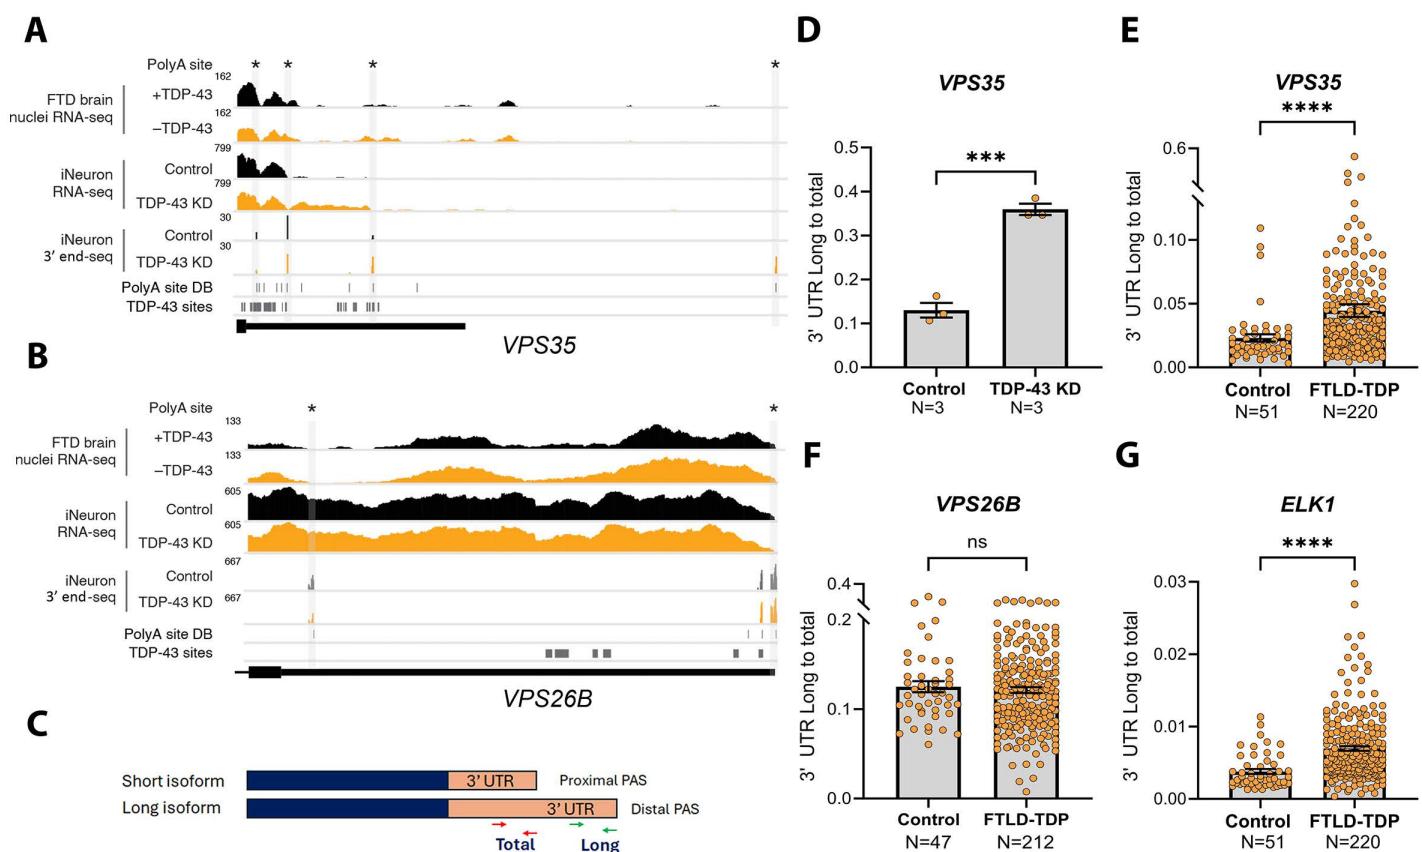 A
PolyA site * * * *
FTD brain nuclei RNA-seq
162 +TDP-43
162 –TDP-43
iNeuron RNA-seq
799 Control
799 TDP-43 KD
iNeuron 3′ end-seq
30 Control
30 TDP-43 KD
PolyA site DB
TDP-43 sites
VPS35
B
PolyA site * *
FTD brain nuclei RNA-seq
133 +TDP-43
133 –TDP-43
iNeuron RNA-seq
605 Control
605 TDP-43 KD
iNeuron 3′ end-seq
667 Control
667 TDP-43 KD
PolyA site DB
TDP-43 sites
VPS26B
C
Short isoform 3′ UTR Proximal PAS
Long isoform 3′ UTR Distal PAS
Total Long
D
VPS35
***
3' UTR Long to total
0.5
0.4
0.3
0.2
0.1
0.0
Control TDP-43 KD
N=3 N=3
E
VPS35
****
3' UTR Long to total
0.6
0.10
0.05
0.00
Control FTLD-TDP
N=51 N=220
F
VPS26B
ns
3' UTR Long to total
0.4
0.2
0.1
0.0
Control FTLD-TDP
N=47 N=212
G
ELK1
****
3' UTR Long to total
0.03
0.02
0.01
0.00
Control FTLD-TDP
N=51 N=220